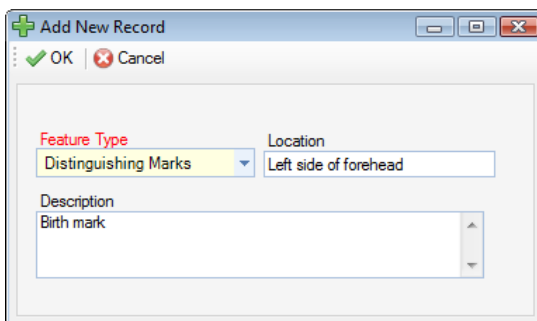 Add New Record
OK Cancel
Feature Type Location
Distinguishing Marks Left side of forehead
Description
Birth mark